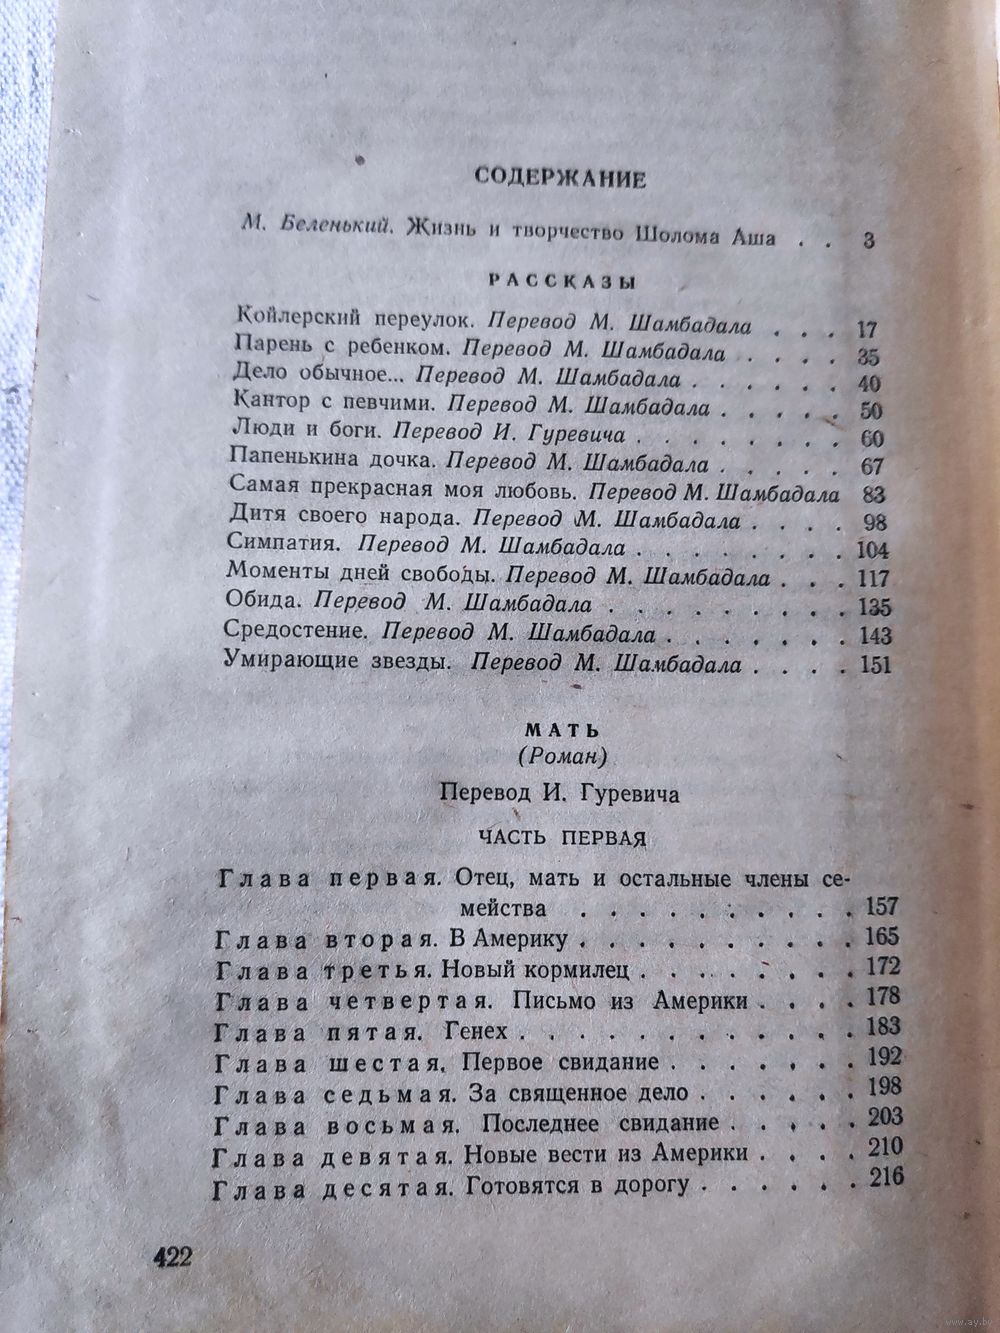 СОДЕРЖАНИЕ
М. Беленький. Жизнь и творчество Шолома Аша . . 3
РАССКАЗЫ
Койлерский переулок. Перевод М. Шамбадала . . . 17
Парень с ребенком. Перевод М. Шамбадала . . . . 35
Дело обычное... Перевод М. Шамбадала . . . . . . 40
Кантор с певчими. Перевод М. Шамбадала . . . . . 50
Люди и боги. Перевод И. Гуревича . . . . . . . . 60
Папенькина дочка. Перевод М. Шамбадала . . . . . 67
Самая прекрасная моя любовь. Перевод М. Шамбадала 83
Дитя своего народа. Перевод М. Шамбадала . . . . 98
Симпатия. Перевод М. Шамбадала . . . . . . . . 104
Моменты дней свободы. Перевод М. Шамбадала . . . 117
Обида. Перевод М. Шамбадала . . . . . . . . . 135
Средостение. Перевод М. Шамбадала . . . . . . . 143
Умирающие звезды. Перевод М. Шамбадала . . . . 151
МАТЬ
(Роман)
Перевод И. Гуревича
ЧАСТЬ ПЕРВАЯ
Глава первая. Отец, мать и остальные члены се-
мейства . . . . . . . . . . 157
Глава вторая. В Америку . . . . . . . . . . 165
Глава третья. Новый кормилец . . . . . . . . 172
Глава четвертая. Письмо из Америки . . . . 178
Глава пятая. Генех . . . . . . . . . . . . 183
Глава шестая. Первое свидание . . . . . . . 192
Глава седьмая. За священное дело . . . . . . 198
Глава восьмая. Последнее свидание . . . . . 203
Глава девятая. Новые вести из Америки . . . . 210
Глава десятая. Готовятся в дорогу . . . . . . 216
422
www.ay.by